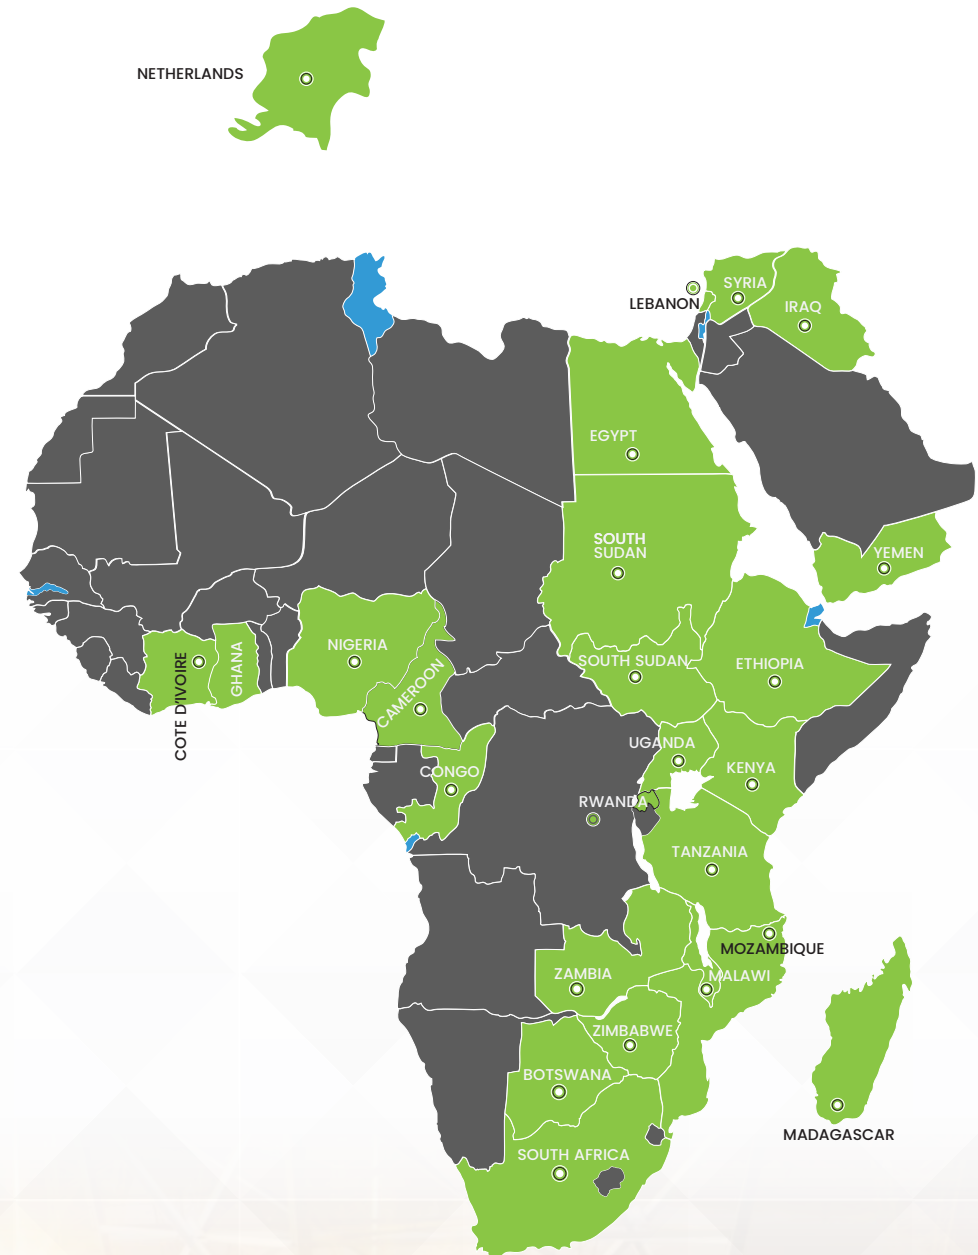 NETHERLANDS
SYRIA
LEBANON
IRAQ
EGYPT
SOUTH
SUDAN
YEMEN
NIGERIA
COTE D'IVOIRE
GHANA
SOUTH SUDAN
ETHIOPIA
CAMEROON
UGANDA
CONGO
KENYA
RWANDA
TANZANIA
MOZAMBIQUE
ZAMBIA
MALAWI
ZIMBABWE
BOTSWANA
MADAGASCAR
SOUTH AFRICA